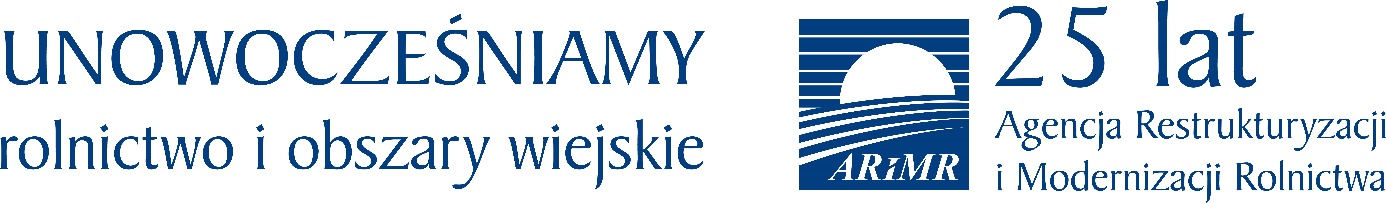 UNOWOCZEŚNIAMY
rolnictwo i obszary wiejskie
ARiMR
25 lat
Agencja Restrukturyzacji
i Modernizacji Rolnictwa